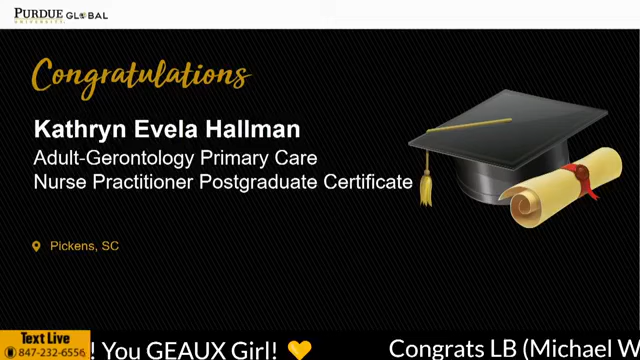 PURDUE GLOBAL
UNIVERSITY
Congratulations
Kathryn Evela Hallman
Adult-Gerontology Primary Care
Nurse Practitioner Postgraduate Certificate
Pickens, SC
Text Live
847-232-6556
! You GEAUX Girl! 💛 Congrats LB (Michael W